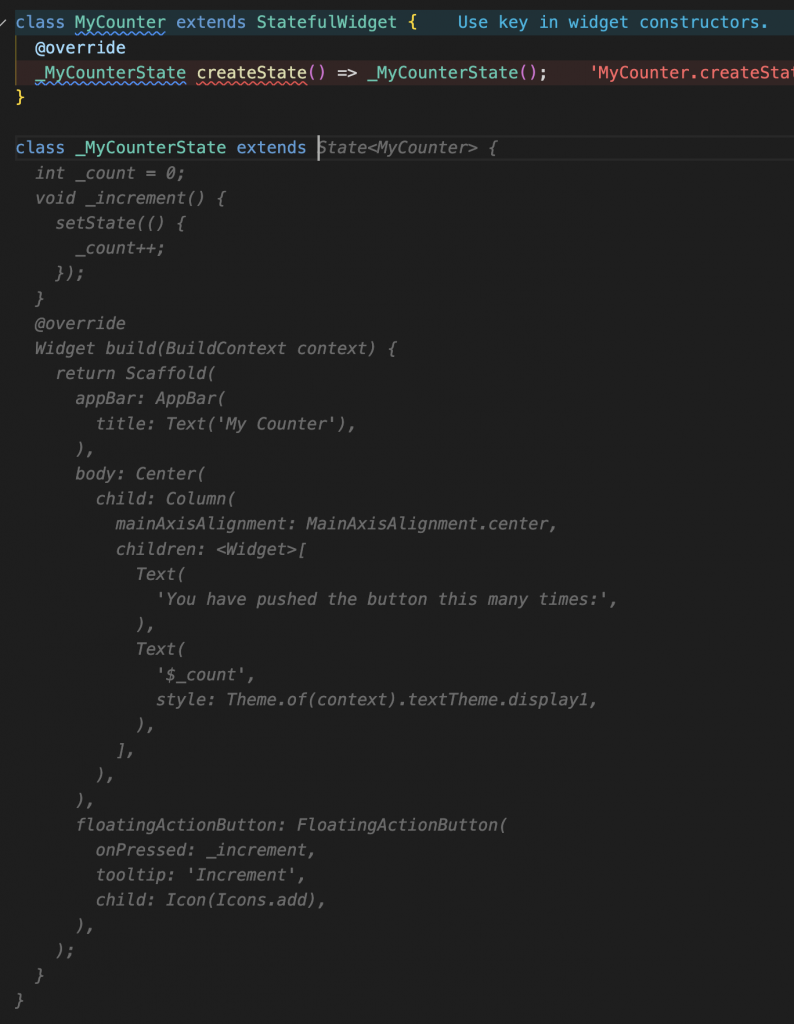 class MyCounter extends StatefulWidget {    Use key in widget constructors.
  @override
  _MyCounterState createState() => _MyCounterState();    'MyCounter.createStat
}

class _MyCounterState extends State<MyCounter> {
  int _count = 0;
  void _increment() {
    setState(() {
      _count++;
    });
  }
  @override
  Widget build(BuildContext context) {
    return Scaffold(
      appBar: AppBar(
        title: Text('My Counter'),
      ),
      body: Center(
        child: Column(
          mainAxisAlignment: MainAxisAlignment.center,
          children: <Widget>[
            Text(
              'You have pushed the button this many times:',
            ),
            Text(
              '$_count',
              style: Theme.of(context).textTheme.display1,
            ),
          ],
        ),
      ),
      floatingActionButton: FloatingActionButton(
        onPressed: _increment,
        tooltip: 'Increment',
        child: Icon(Icons.add),
      ),
    );
  }
}